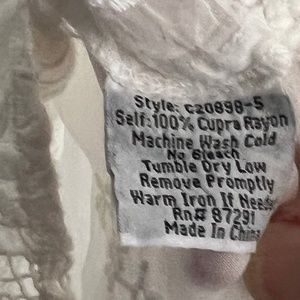 Style: C20898-5
Self:100% Cupra Rayon
Machine Wash Cold
No Bleach
Tumble Dry Low
Remove Promptly
Warm Iron If Needed
Rn# 87291
Made In China